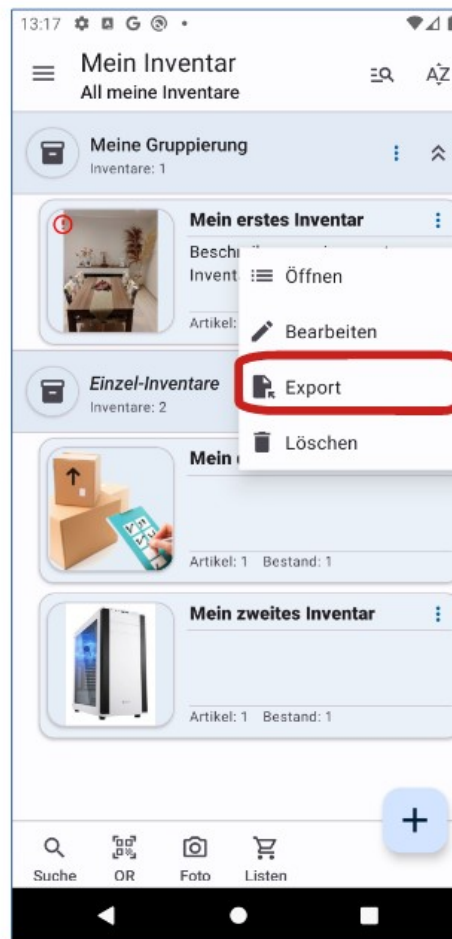 13:17
Mein Inventar
All meine Inventare
AZ
Meine Gruppierung
Inventare: 1
Mein erstes Inventar
Öffnen
Artikel:
Bearbeiten
Einzel-Inventare
Inventare: 2
Export
Löschen
Mein
Artikel: 1 Bestand: 1
Mein zweites Inventar
Artikel: 1 Bestand: 1
Suche QR Foto Listen